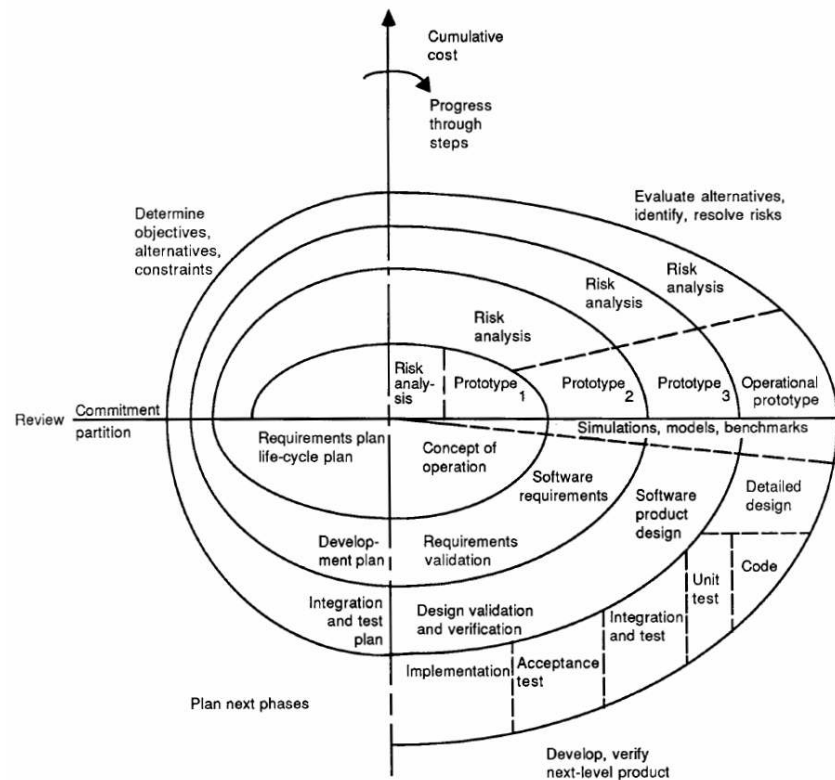 Cumulative
cost
Progress
through
steps
Evaluate alternatives,
identify, resolve risks
Determine
objectives,
alternatives,
constraints
Risk
analysis
Risk
analysis
Risk
analysis
Risk
analy-
sis
Prototype 1
Prototype 2
Prototype 3
Operational
prototype
Review
Commitment
partition
Simulations, models, benchmarks
Requirements plan
life-cycle plan
Concept of
operation
Software
requirements
Software
product
design
Detailed
design
Develop-
ment plan
Requirements
validation
Code
Unit
test
Integration
and test
plan
Design validation
and verification
Integration
and test
Acceptance
test
Implementation
Plan next phases
Develop, verify
next-level product